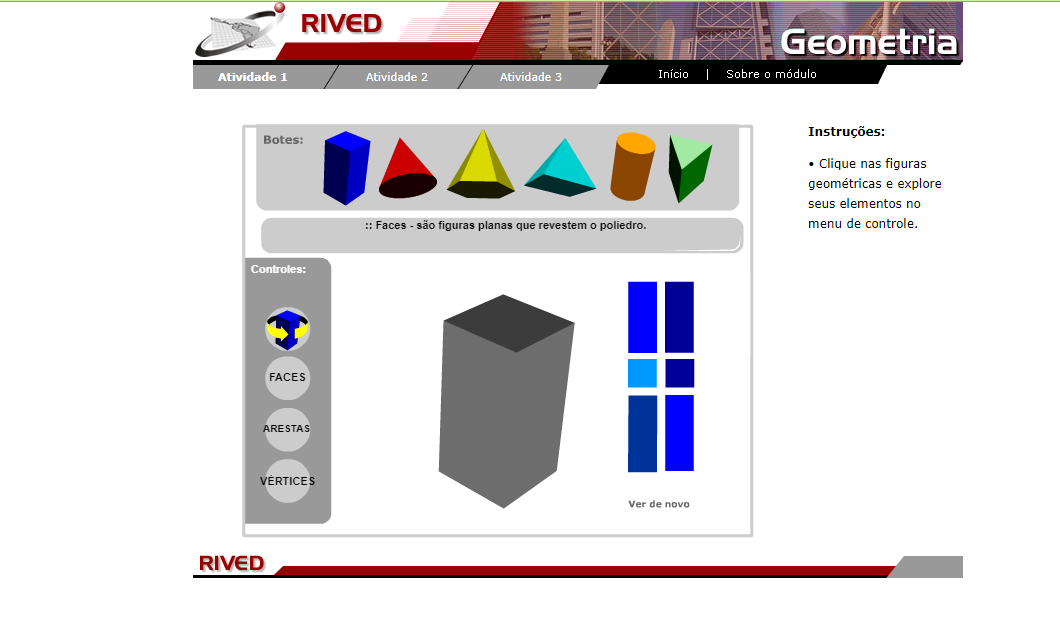 RIVED
Geometria
Atividade 1
Atividade 2
Atividade 3
Início | Sobre o módulo
Botes:
:: Faces - são figuras planas que revestem o poliedro.
Controles:
FACES
ARESTAS
VÉRTICES
Ver de novo
Instruções:
• Clique nas figuras
geométricas e explore
seus elementos no
menu de controle.
RIVED